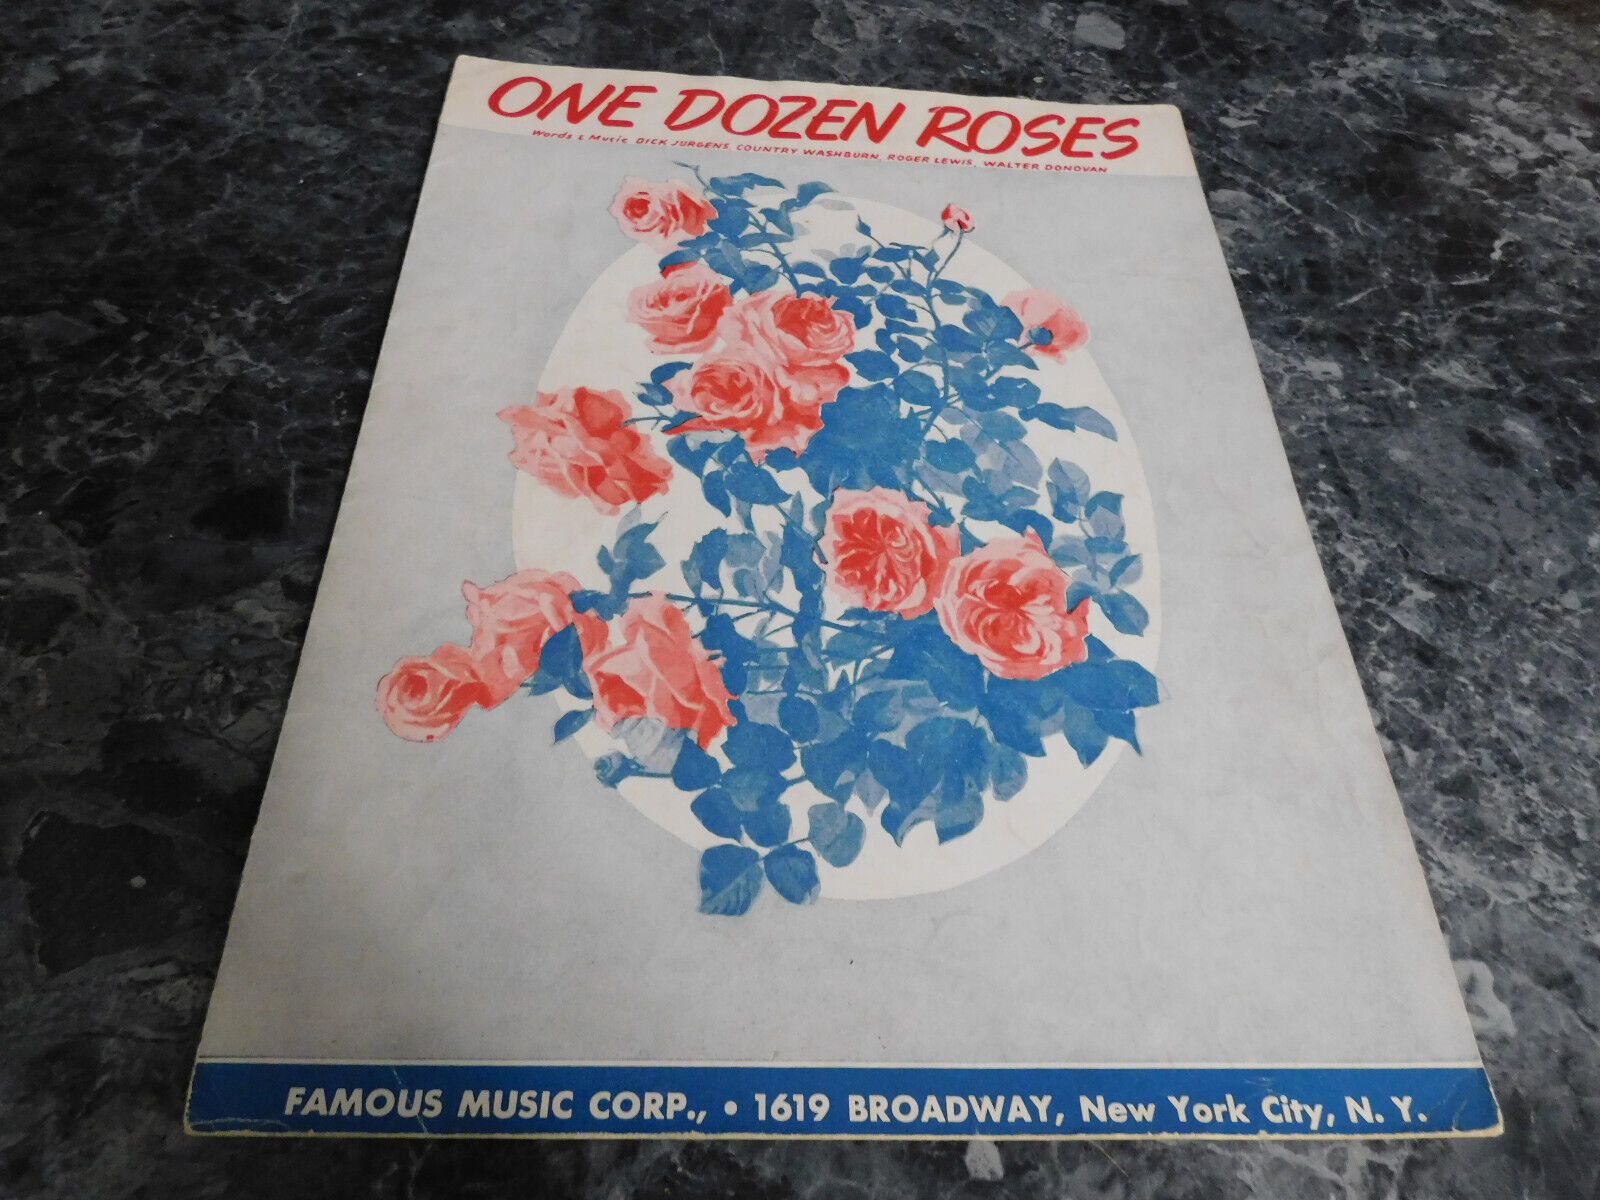 ONE DOZEN ROSES
Words & Music DICK JURGENS, COUNTRY WASHBURN, ROGER LEWIS, WALTER DONOVAN
FAMOUS MUSIC CORP., • 1619 BROADWAY, New York City, N. Y.